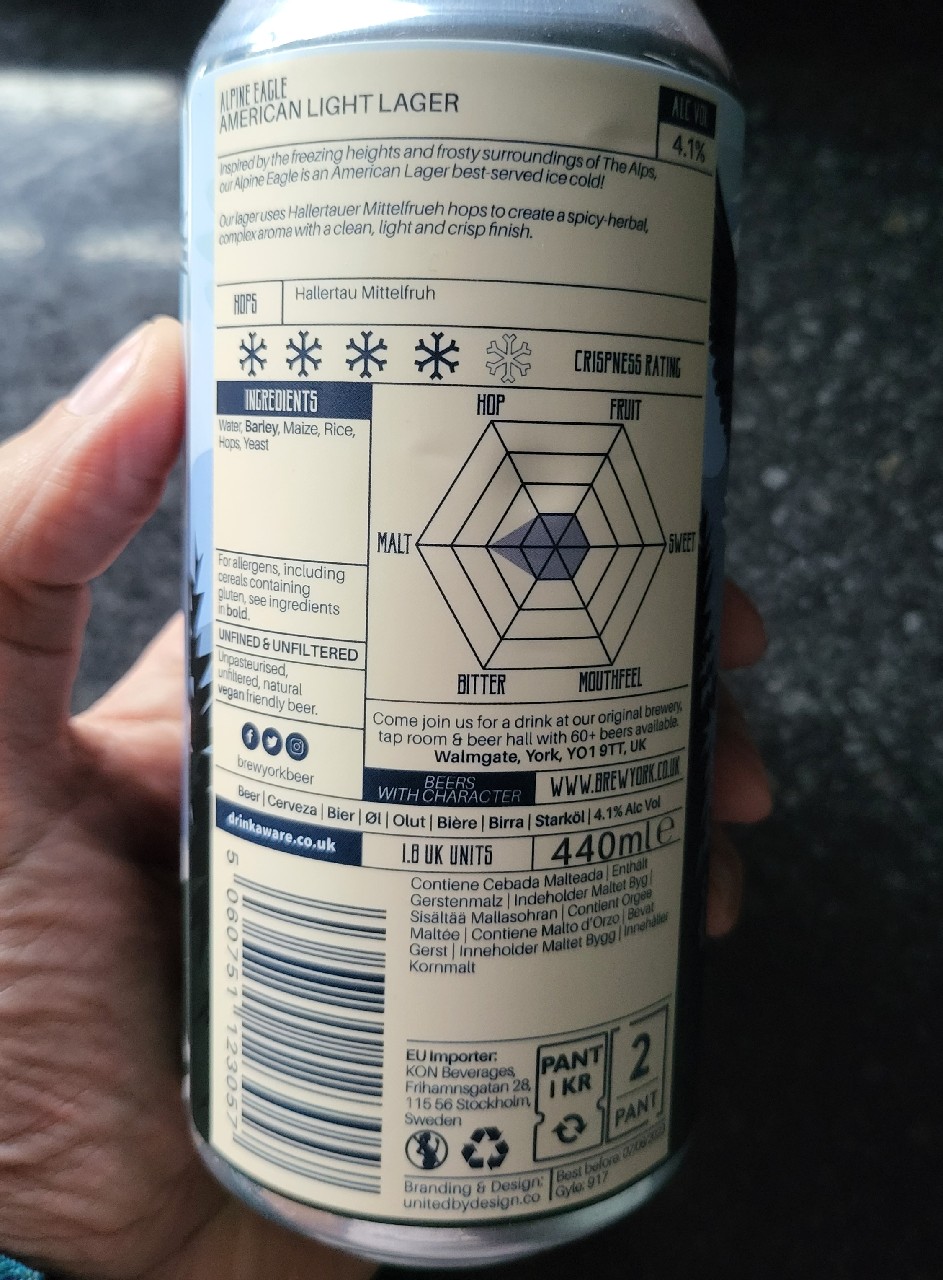 ALPINE EAGLE
AMERICAN LIGHT LAGER
ALC VOL
4.1%
Inspired by the freezing heights and frosty surroundings of The Alps,
our Alpine Eagle is an American Lager best-served ice cold!
Our lager uses Hallertauer Mittelfrueh hops to create a spicy-herbal,
complex aroma with a clean, light and crisp finish.
HOPS
Hallertau Mittelfruh
CRISPNESS RATING
INGREDIENTS
Water, Barley, Maize, Rice,
Hops, Yeast
HOP
FRUIT
MALT
SWEET
BITTER
MOUTHFEEL
For allergens, including
cereals containing
gluten, see ingredients
in bold.
UNFINED & UNFILTERED
Unpasteurised,
unfiltered, natural
vegan friendly beer.
brewyorkbeer
Come join us for a drink at our original brewery,
tap room & beer hall with 60+ beers available.
Walmgate, York, YO1 9TT, UK
BEERS
WITH CHARACTER
WWW.BREWYORK.CO.UK
Beer | Cerveza | Bier | Øl | Olut | Bière | Birra | Starköl | 4.1% Alc Vol
drinkaware.co.uk
1.8 UK UNITS
440ml e
Contiene Cebada Malteada | Enthält
Gerstenmalz | Indeholder Maltet Byg |
Sisältää Mallasohran | Contient Orgee
Maltée | Contiene Malto d'Orzo | Bevat
Gerst | Inneholder Maltet Bygg | Innehåller
Kornmalt
5 060751 123057
EU Importer:
KON Beverages,
Frihamnsgatan 28,
115 56 Stockholm,
Sweden
PANT
1 KR
2
PANT
Branding & Design:
unitedbydesign.co
Best before:
Gyle: 917